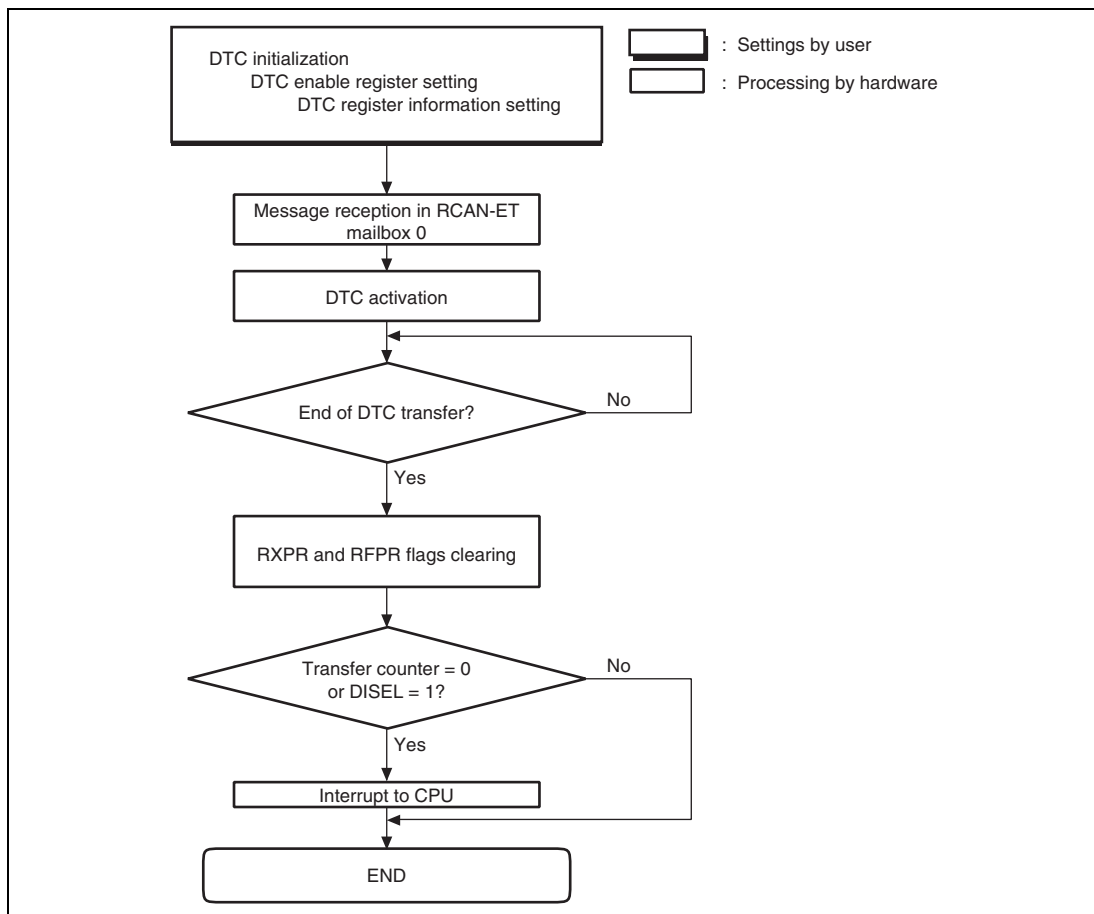 DTC initialization
DTC enable register setting
DTC register information setting
: Settings by user
: Processing by hardware
Message reception in RCAN-ET
mailbox 0
DTC activation
End of DTC transfer?
No
Yes
RXPR and RFPR flags clearing
Transfer counter = 0
or DISEL = 1?
No
Yes
Interrupt to CPU
END